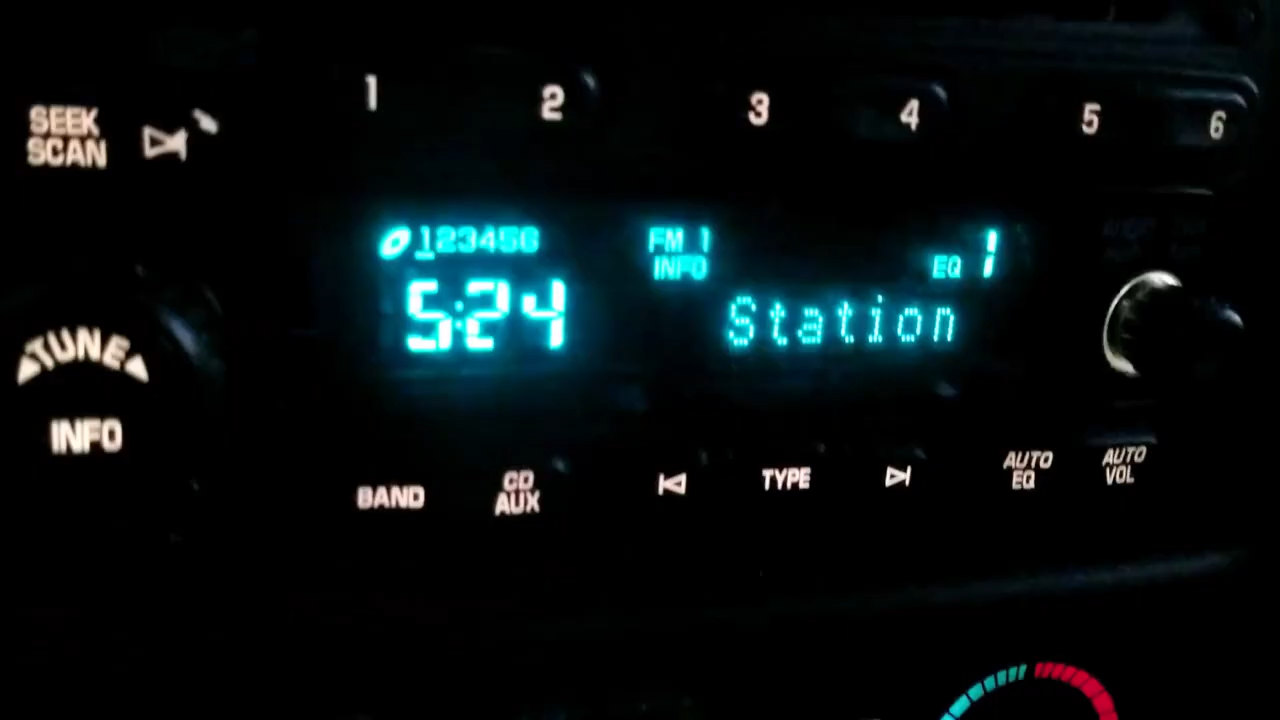 1 2 3 4 5 6
SEEK
SCAN
123456
FM 1
INFO
EQ 1
5:24
Station
TUNE
INFO
BAND
CD
AUX
TYPE
AUTO
EQ
AUTO
VOL